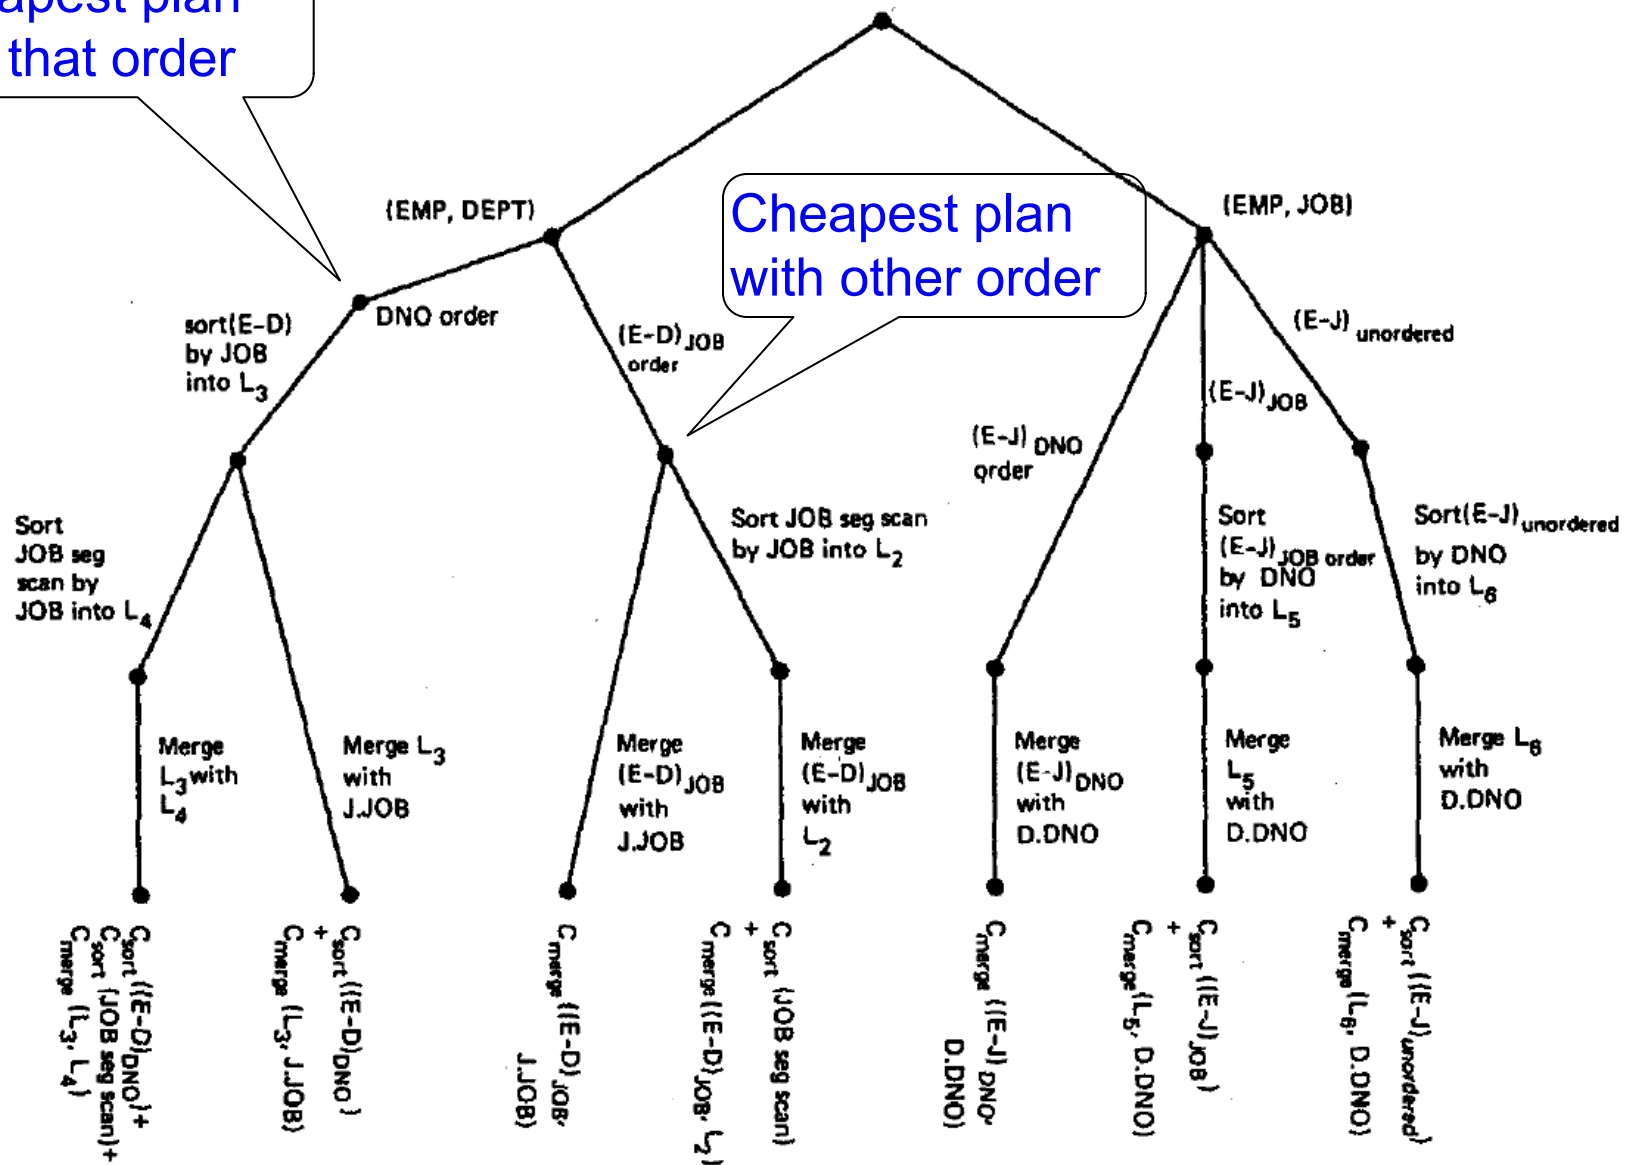 apest plan
that order
(EMP, DEPT)
Cheapest plan
with other order
(EMP, JOB)
sort(E-D)
by JOB
into L3
DNO order
(E-D)JOB
order
(E-J)unordered
(E-J)JOB
(E-J)DNO
order
Sort
JOB seg
scan by
JOB into L4
Sort JOB seg scan
by JOB into L2
Sort
(E-J)JOB order
by DNO
into L5
Sort(E-J)unordered
by DNO
into L6
Merge
L3 with
L4
Merge L3
with
J.JOB
Merge
(E-D)JOB
with
J.JOB
Merge
(E-D)JOB
with
L2
Merge
(E-J)DNO
with
D.DNO
Merge
L5
with
D.DNO
Merge L6
with
D.DNO
Csort((E-D)DNO)+
Csort(JOB seg scan)+
Cmerge(L3, L4)
Csort((E-D)DNO)
+
Cmerge(L3, J.JOB)
Cmerge((E-D)JOB,
J.JOB)
Csort(JOB seg scan)
+
Cmerge((E-D)JOB, L2)
Cmerge((E-J)DNO,
D.DNO)
Csort((E-J)JOB)
+
Cmerge(L5, D.DNO)
Csort((E-J)unordered)
+
Cmerge(L6, D.DNO)